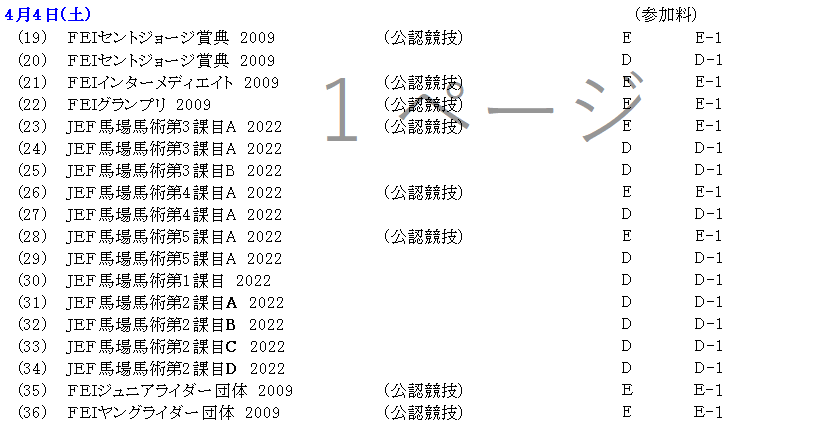 4月4日(土) (参加料)
(19) FEIセントジョージ賞典 2009 (公認競技) E E-1
(20) FEIセントジョージ賞典 2009 D D-1
(21) FEIインターメディエイト 2009 (公認競技) E E-1
(22) FEIグランプリ 2009 (公認競技) E E-1
1 ページ
(23) JEF馬場馬術第3課目A 2022 (公認競技) E E-1
(24) JEF馬場馬術第3課目A 2022 D D-1
(25) JEF馬場馬術第3課目B 2022 D D-1
(26) JEF馬場馬術第4課目A 2022 (公認競技) E E-1
(27) JEF馬場馬術第4課目A 2022 D D-1
(28) JEF馬場馬術第5課目A 2022 (公認競技) E E-1
(29) JEF馬場馬術第5課目A 2022 D D-1
(30) JEF馬場馬術第1課目 2022 D D-1
(31) JEF馬場馬術第2課目A 2022 D D-1
(32) JEF馬場馬術第2課目B 2022 D D-1
(33) JEF馬場馬術第2課目C 2022 D D-1
(34) JEF馬場馬術第2課目D 2022 D D-1
(35) FEIジュニアライダー団体 2009 (公認競技) E E-1
(36) FEIヤングライダー団体 2009 (公認競技) E E-1